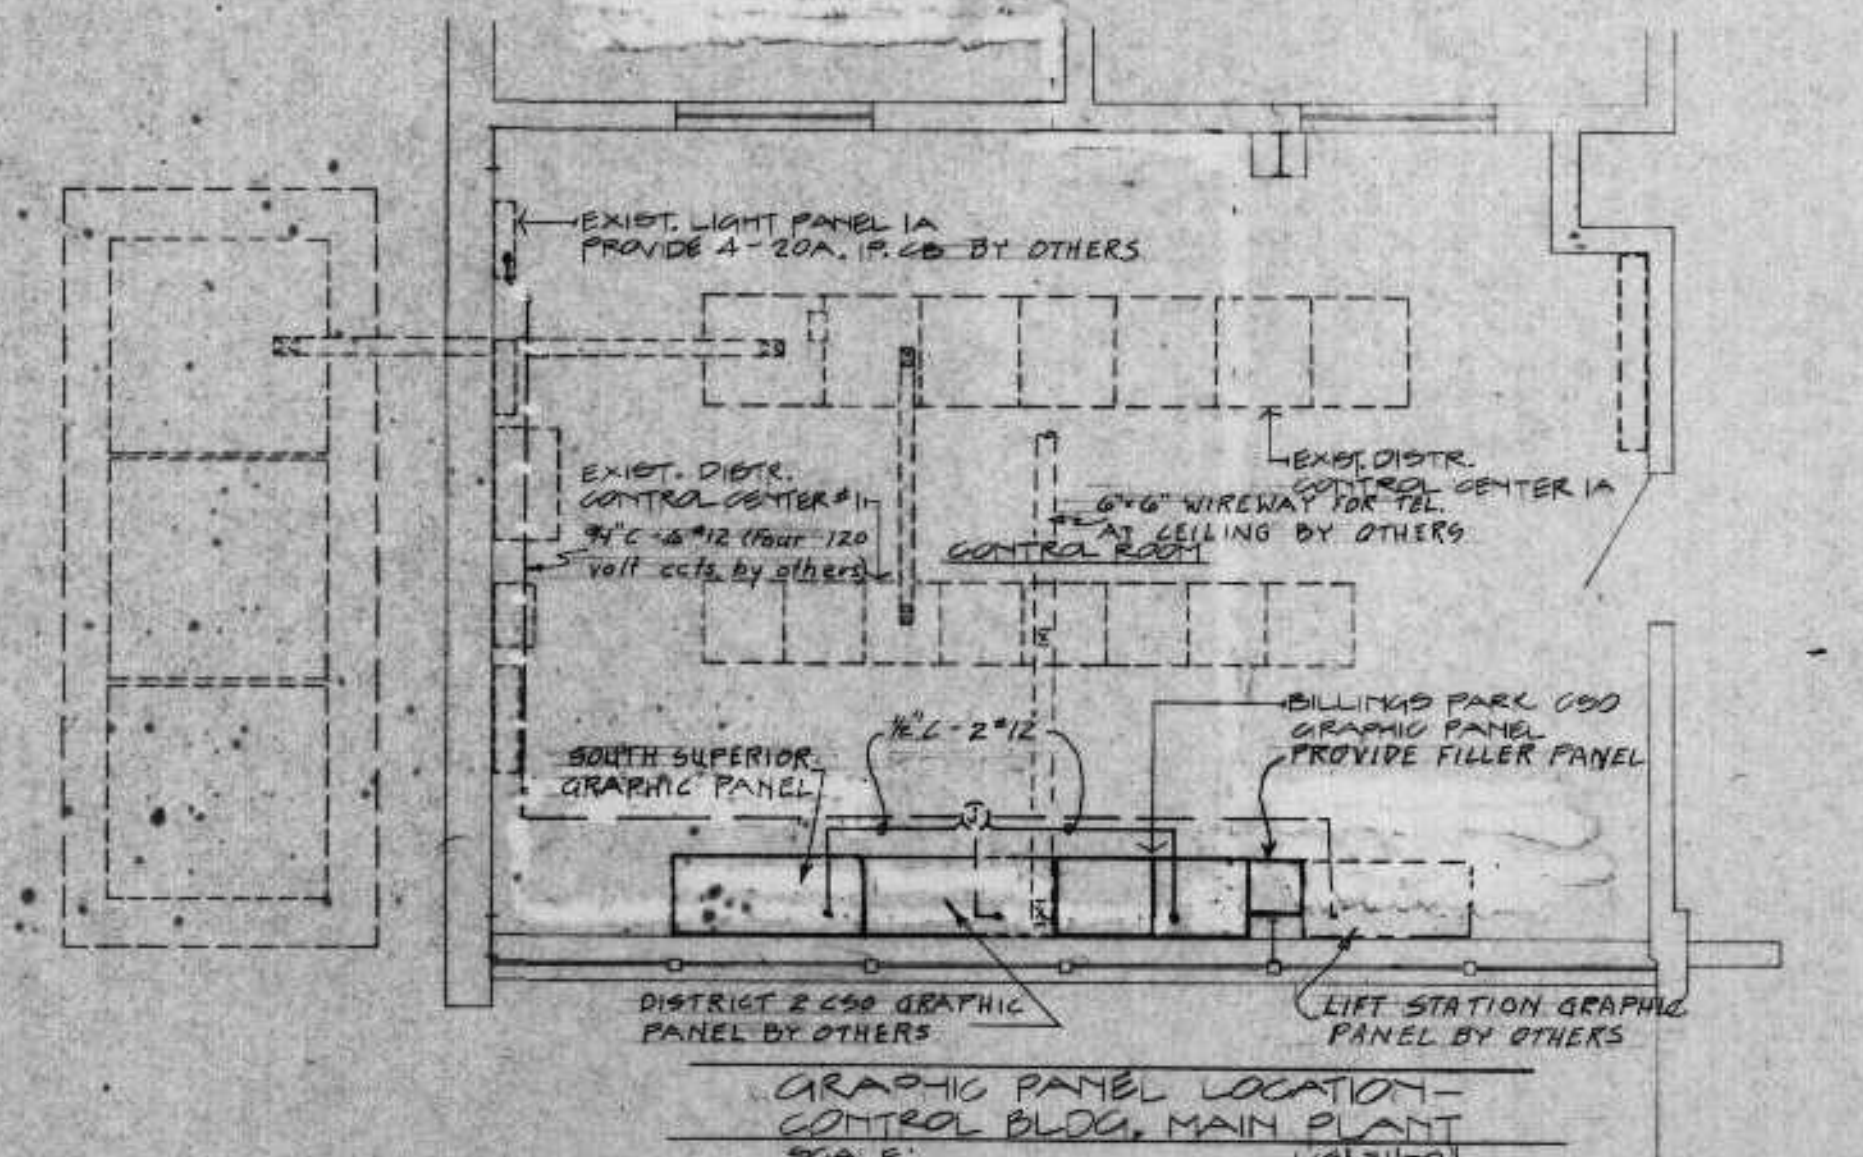 EXIST. LIGHT PANEL 1A
PROVIDE 4-20A. 1P. CB BY OTHERS
EXIST. DISTR.
CONTROL CENTER #1
3/4"C -6 #12 (Four 120
volt ccts. by others)
EXIST. DISTR.
CONTROL CENTER 1A
6"x6" WIREWAY FOR TEL.
AT CEILING BY OTHERS
CONTROL ROOM
BILLINGS PARK CSO
GRAPHIC PANEL
PROVIDE FILLER PANEL
1/2"C-2#12
SOUTH SUPERIOR
GRAPHIC PANEL
J
DISTRICT 2 CSO GRAPHIC
PANEL BY OTHERS
LIFT STATION GRAPHIC
PANEL BY OTHERS
GRAPHIC PANEL LOCATION-
CONTROL BLDG. MAIN PLANT
SCALE: